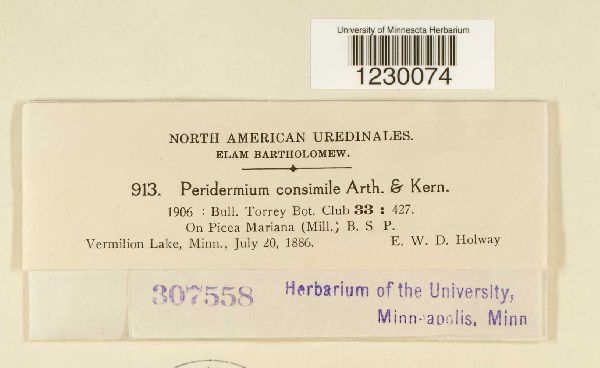 University of Minnesota Herbarium
1230074
NORTH AMERICAN UREDINALES.
ELAM BARTHOLOMEW.
913. Peridermium consimile Arth. & Kern.
1906 : Bull. Torrey Bot. Club 33 : 427.
On Picea Mariana (Mill.) B. S P.
Vermilion Lake, Minn., July 20, 1886. E. W. D. Holway
307558 Herbarium of the University,
Minneapolis, Minn